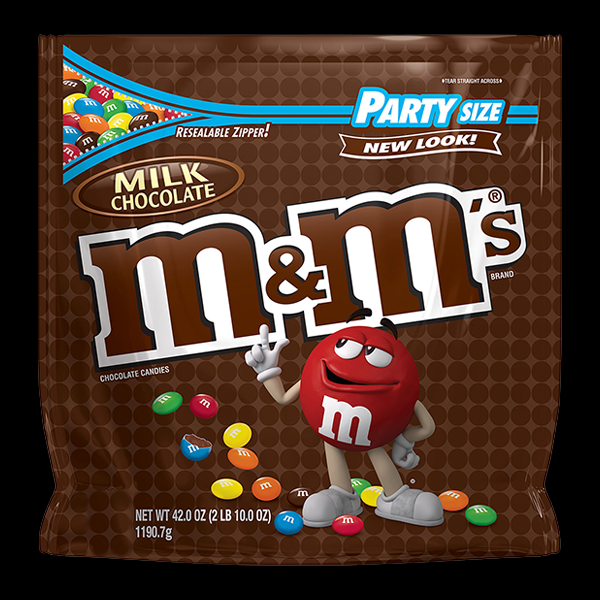 ◆TEAR STRAIGHT ACROSS◆
PARTY SIZE
RESEALABLE ZIPPER!
NEW LOOK!
MILK
CHOCOLATE
m&m's®
BRAND
CHOCOLATE CANDIES
m
NET WT 42.0 OZ (2 LB 10.0 OZ)
1190.7g